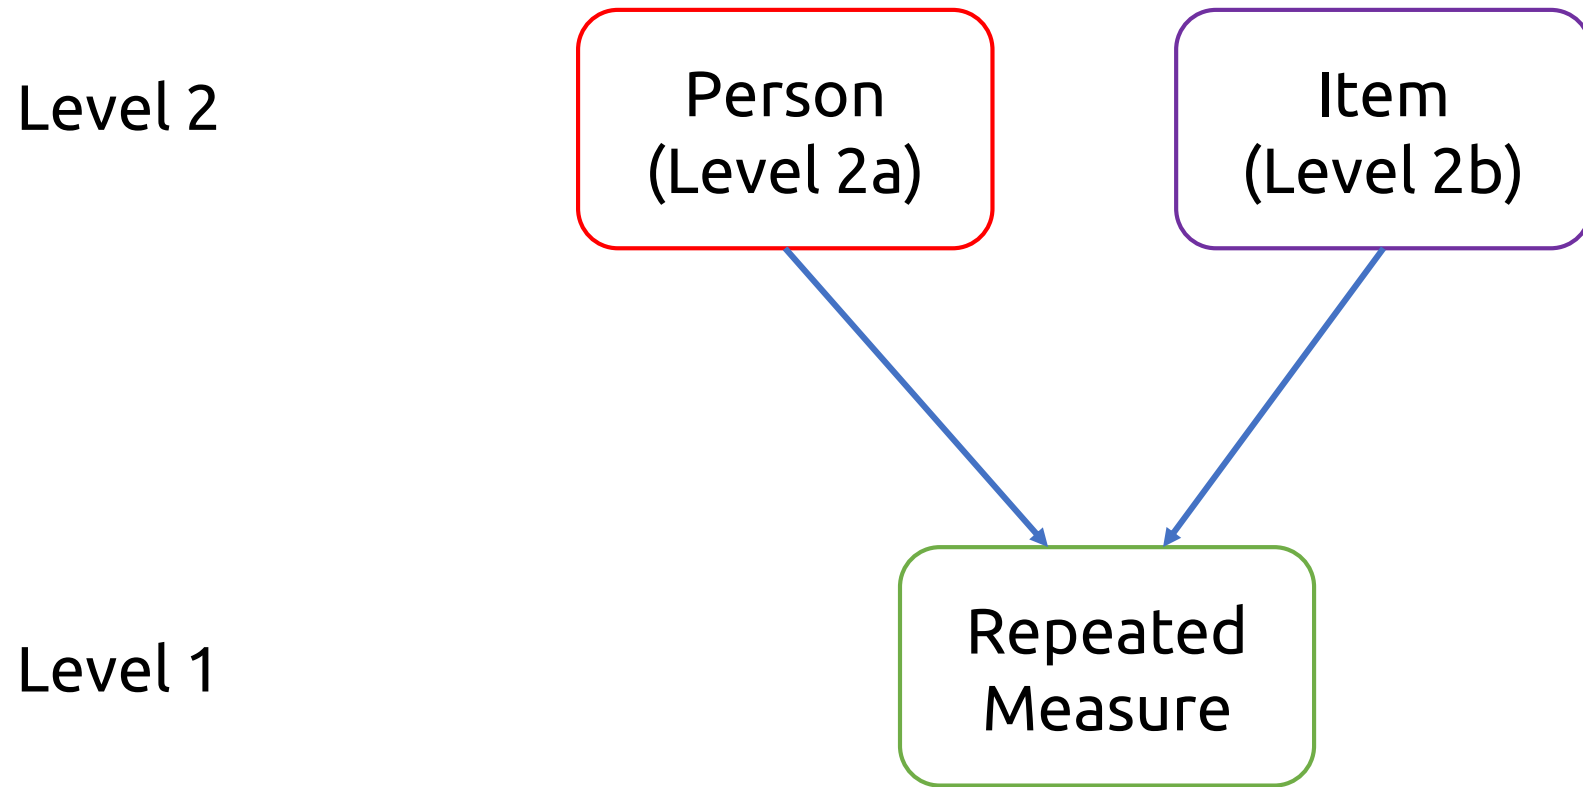 Level 2
Person
(Level 2a)
Item
(Level 2b)
Level 1
Repeated
Measure